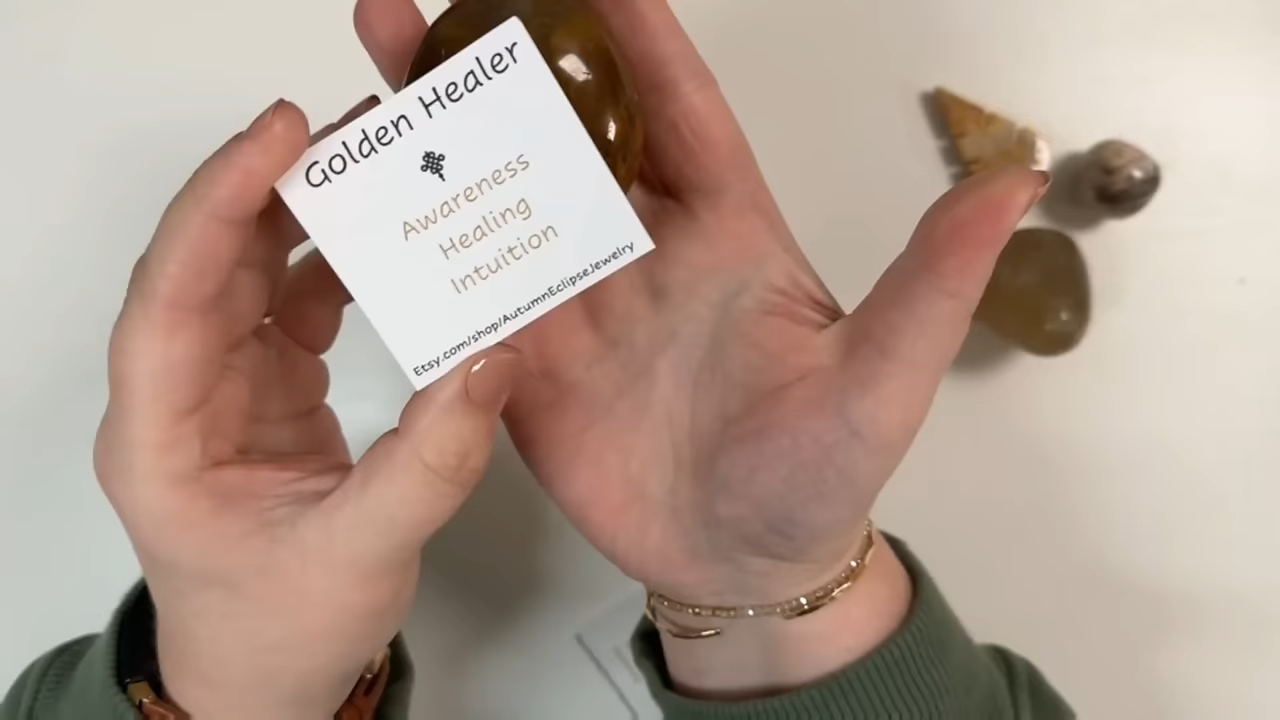 Golden Healer
Awareness
Healing
Intuition
Etsy.com/shop/AutumnEclipseJewelry